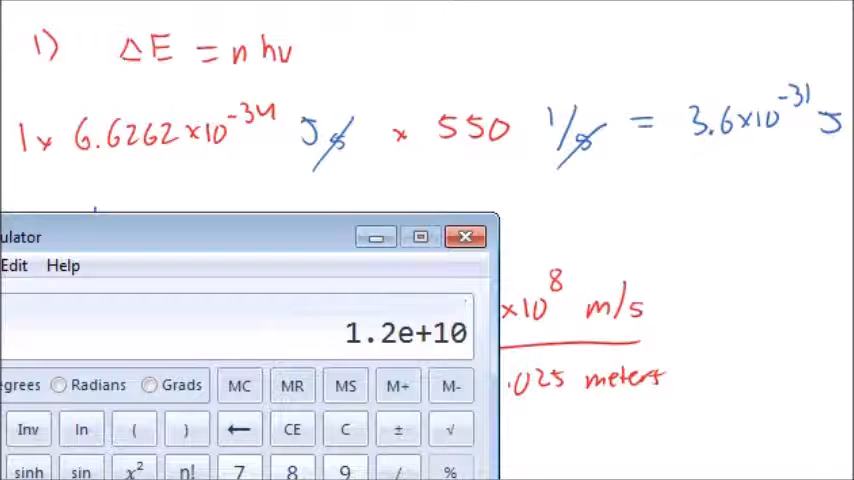 1) ΔE = n hν
1 × 6.6262×10⁻³⁴ J s × 550 1/s = 3.6×10⁻³¹ J
ulator
Edit Help
×10⁸ m/s
1.2e+10
.025 meters
egrees Radians Grads MC MR MS M+ M-
Inv ln ( ) ← CE C ± √
sinh sin x² n! 7 8 9 / %